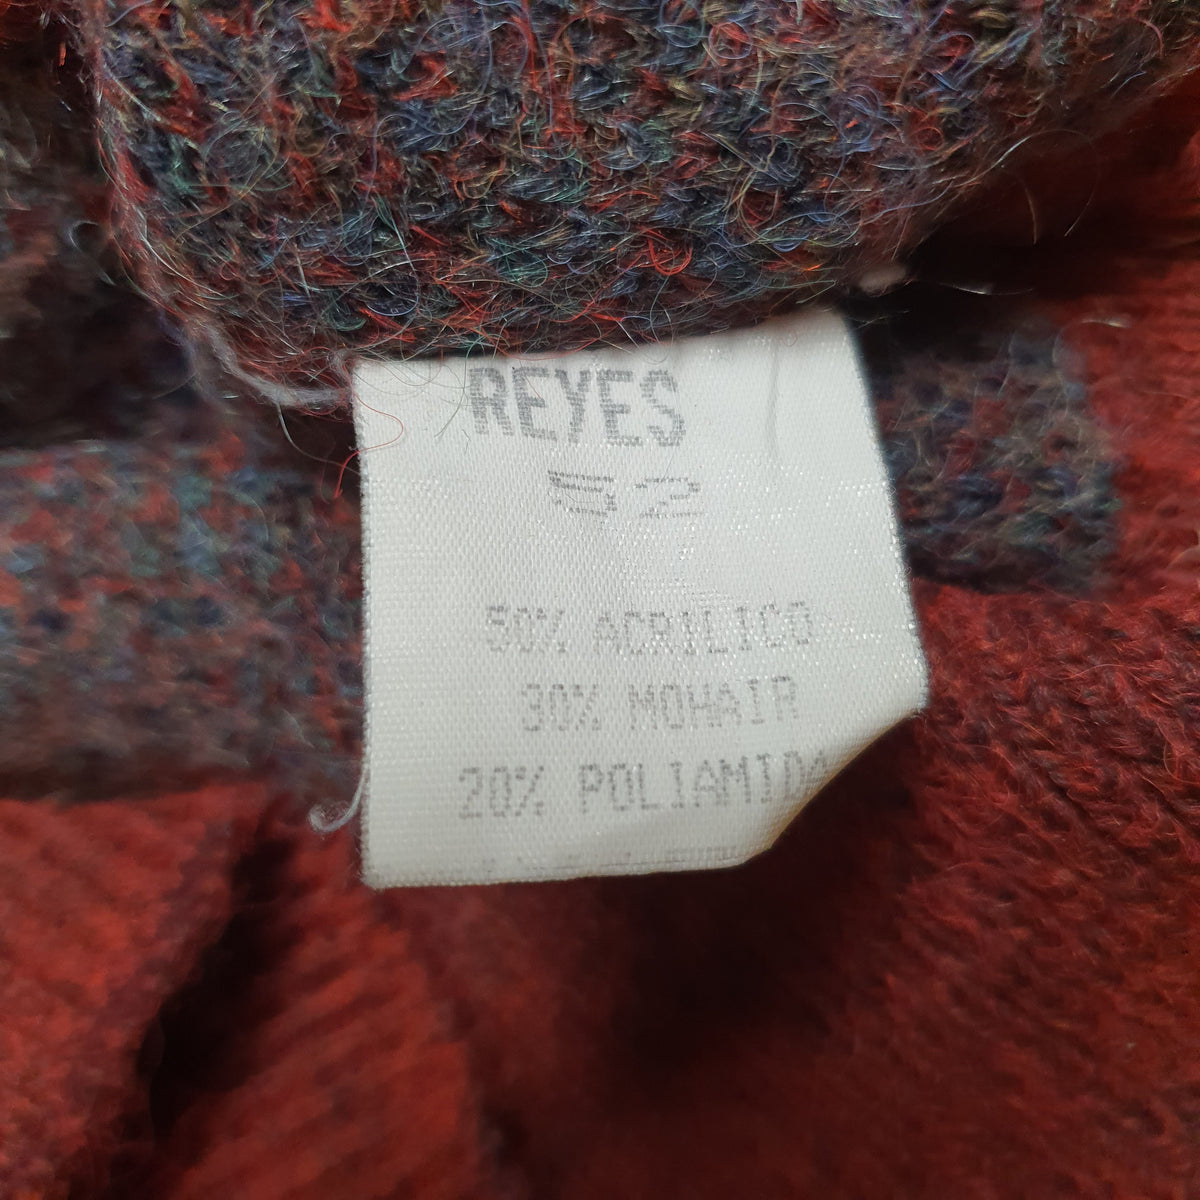 REYES
52
50% ACRILICO
30% MOHAIR
20% POLIAMIDA